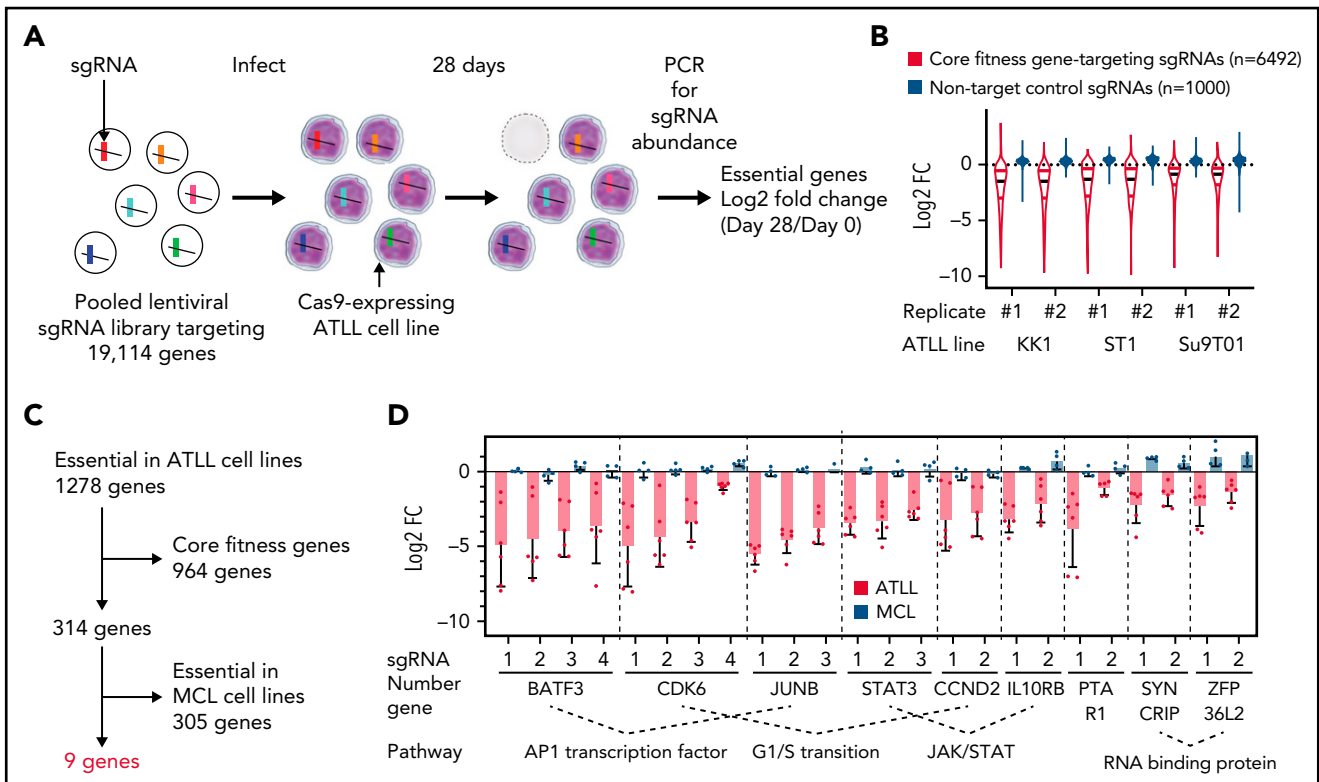 A
sgRNA
Infect
28 days
PCR
for
sgRNA
abundance
Essential genes
Log2 fold change
(Day 28/Day 0)
Pooled lentiviral
sgRNA library targeting
19,114 genes
Cas9-expressing
ATLL cell line
B
Core fitness gene-targeting sgRNAs (n=6492)
Non-target control sgRNAs (n=1000)
Log2 FC
0
−5
−10
Replicate #1 #2 #1 #2 #1 #2
ATLL line KK1 ST1 Su9T01
C
Essential in ATLL cell lines
1278 genes
Core fitness genes
964 genes
314 genes
Essential in
MCL cell lines
305 genes
9 genes
D
Log2 FC
0
−5
−10
ATLL
MCL
sgRNA 1 2 3 4 1 2 3 4 1 2 3 1 2 3 1 2 1 2 1 2 1 2 1 2
Number
gene BATF3 CDK6 JUNB STAT3 CCND2 IL10RB PTA SYN ZFP
R1 CRIP 36L2
Pathway AP1 transcription factor G1/S transition JAK/STAT RNA binding protein